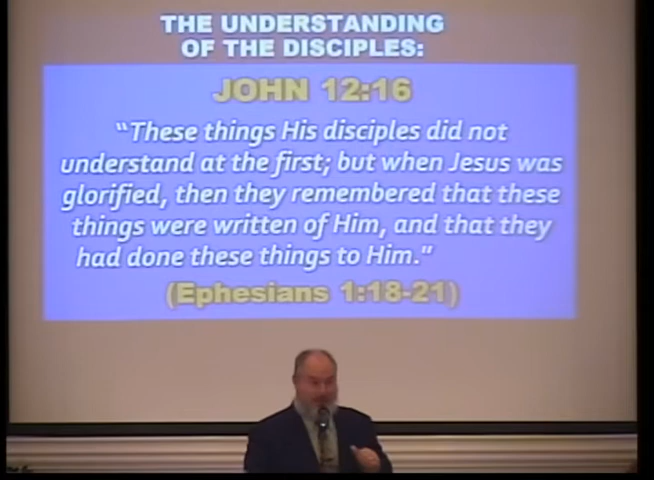 THE UNDERSTANDING
OF THE DISCIPLES:
JOHN 12:16
"These things His disciples did not
understand at the first; but when Jesus was
glorified, then they remembered that these
things were written of Him, and that they
had done these things to Him."
(Ephesians 1:18-21)